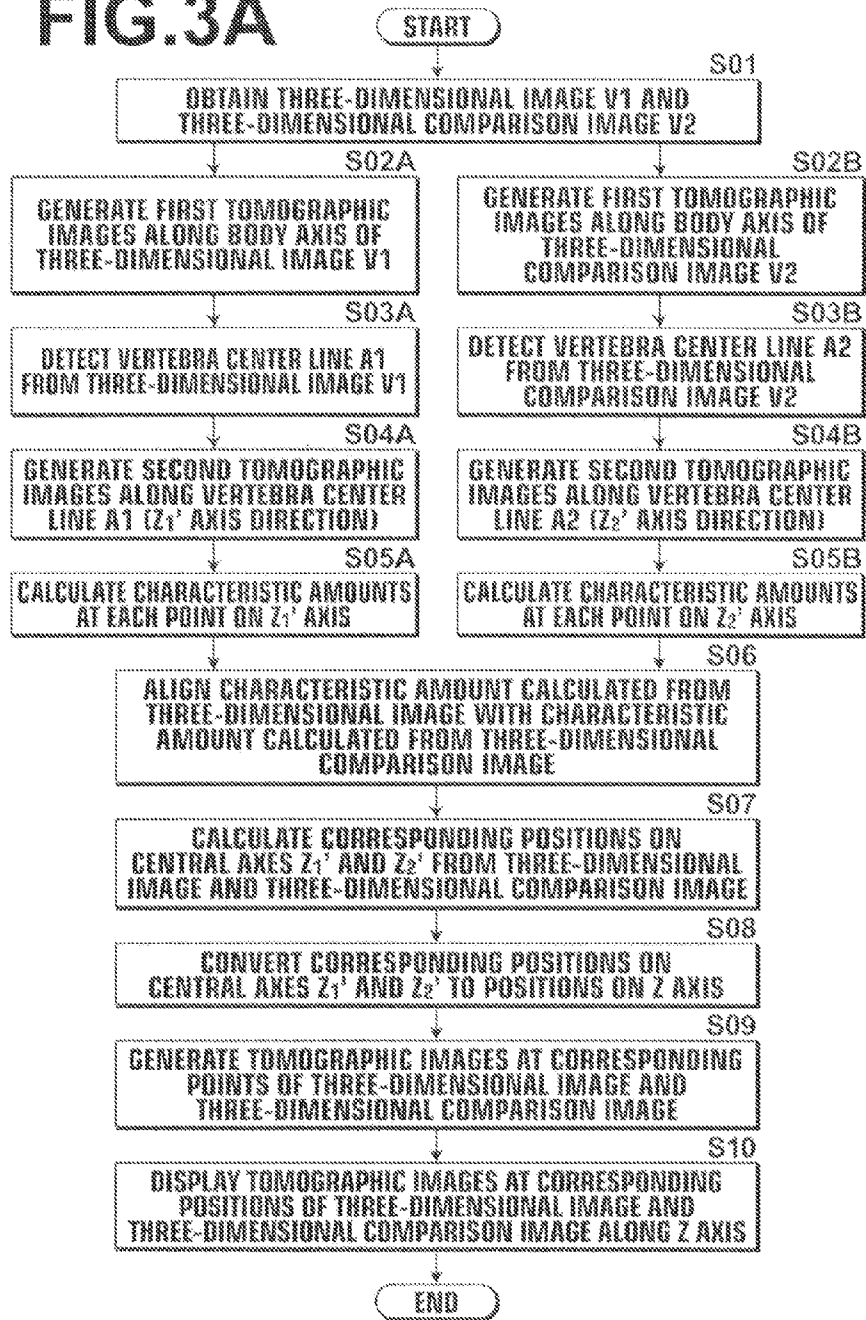 FIG.3A
START
S01
OBTAIN THREE-DIMENSIONAL IMAGE V1 AND
THREE-DIMENSIONAL COMPARISON IMAGE V2
S02A
GENERATE FIRST TOMOGRAPHIC
IMAGES ALONG BODY AXIS OF
THREE-DIMENSIONAL IMAGE V1
S02B
GENERATE FIRST TOMOGRAPHIC
IMAGES ALONG BODY AXIS OF
THREE-DIMENSIONAL
COMPARISON IMAGE V2
S03A
DETECT VERTEBRA CENTER LINE A1
FROM THREE-DIMENSIONAL IMAGE V1
S03B
DETECT VERTEBRA CENTER LINE A2
FROM THREE-DIMENSIONAL
COMPARISON IMAGE V2
S04A
GENERATE SECOND TOMOGRAPHIC
IMAGES ALONG VERTEBRA CENTER
LINE A1 (Z1' AXIS DIRECTION)
S04B
GENERATE SECOND TOMOGRAPHIC
IMAGES ALONG VERTEBRA CENTER
LINE A2 (Z2' AXIS DIRECTION)
S05A
CALCULATE CHARACTERISTIC AMOUNTS
AT EACH POINT ON Z1' AXIS
S05B
CALCULATE CHARACTERISTIC AMOUNTS
AT EACH POINT ON Z2' AXIS
S06
ALIGN CHARACTERISTIC AMOUNT CALCULATED FROM
THREE-DIMENSIONAL IMAGE WITH CHARACTERISTIC
AMOUNT CALCULATED FROM THREE-DIMENSIONAL
COMPARISON IMAGE
S07
CALCULATE CORRESPONDING POSITIONS ON
CENTRAL AXES Z1' AND Z2' FROM THREE-DIMENSIONAL
IMAGE AND THREE-DIMENSIONAL COMPARISON IMAGE
S08
CONVERT CORRESPONDING POSITIONS ON
CENTRAL AXES Z1' AND Z2' TO POSITIONS ON Z AXIS
S09
GENERATE TOMOGRAPHIC IMAGES AT CORRESPONDING
POINTS OF THREE-DIMENSIONAL IMAGE AND
THREE-DIMENSIONAL COMPARISON IMAGE
S10
DISPLAY TOMOGRAPHIC IMAGES AT CORRESPONDING
POSITIONS OF THREE-DIMENSIONAL IMAGE AND
THREE-DIMENSIONAL COMPARISON IMAGE ALONG Z AXIS
END